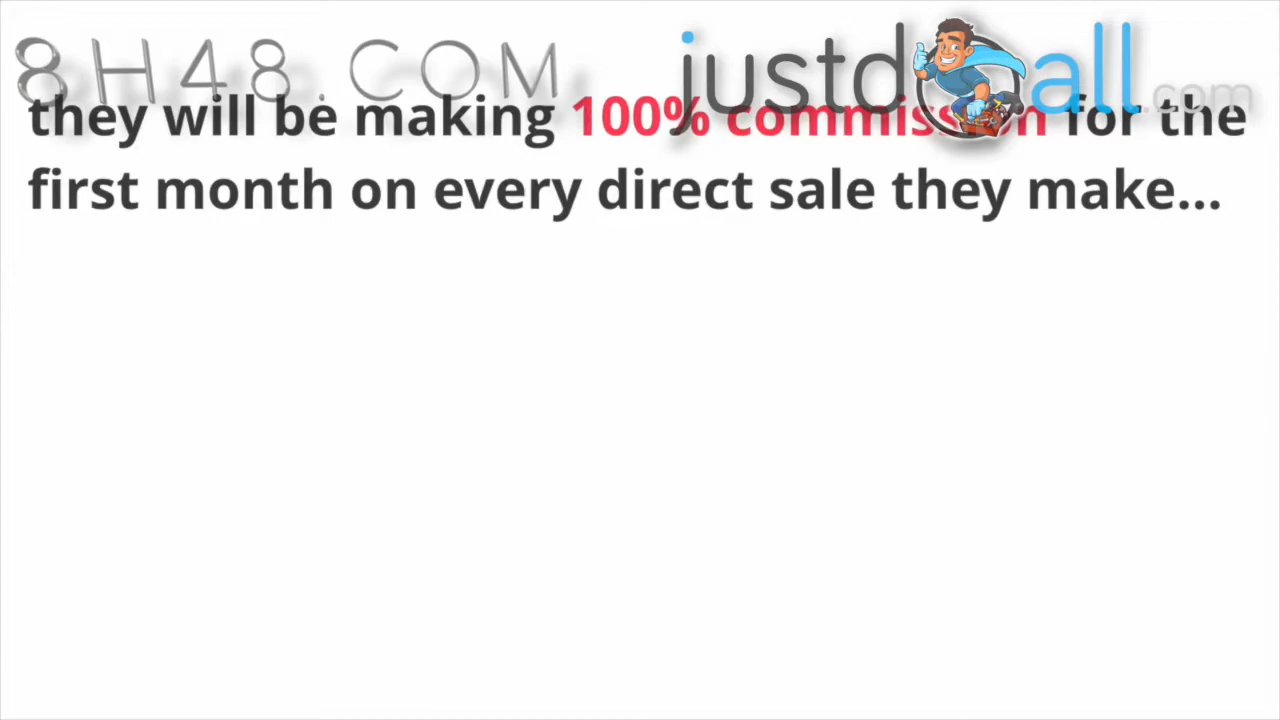 8H48.COM
justdoitall.com
they will be making 100% commission for the
first month on every direct sale they make...